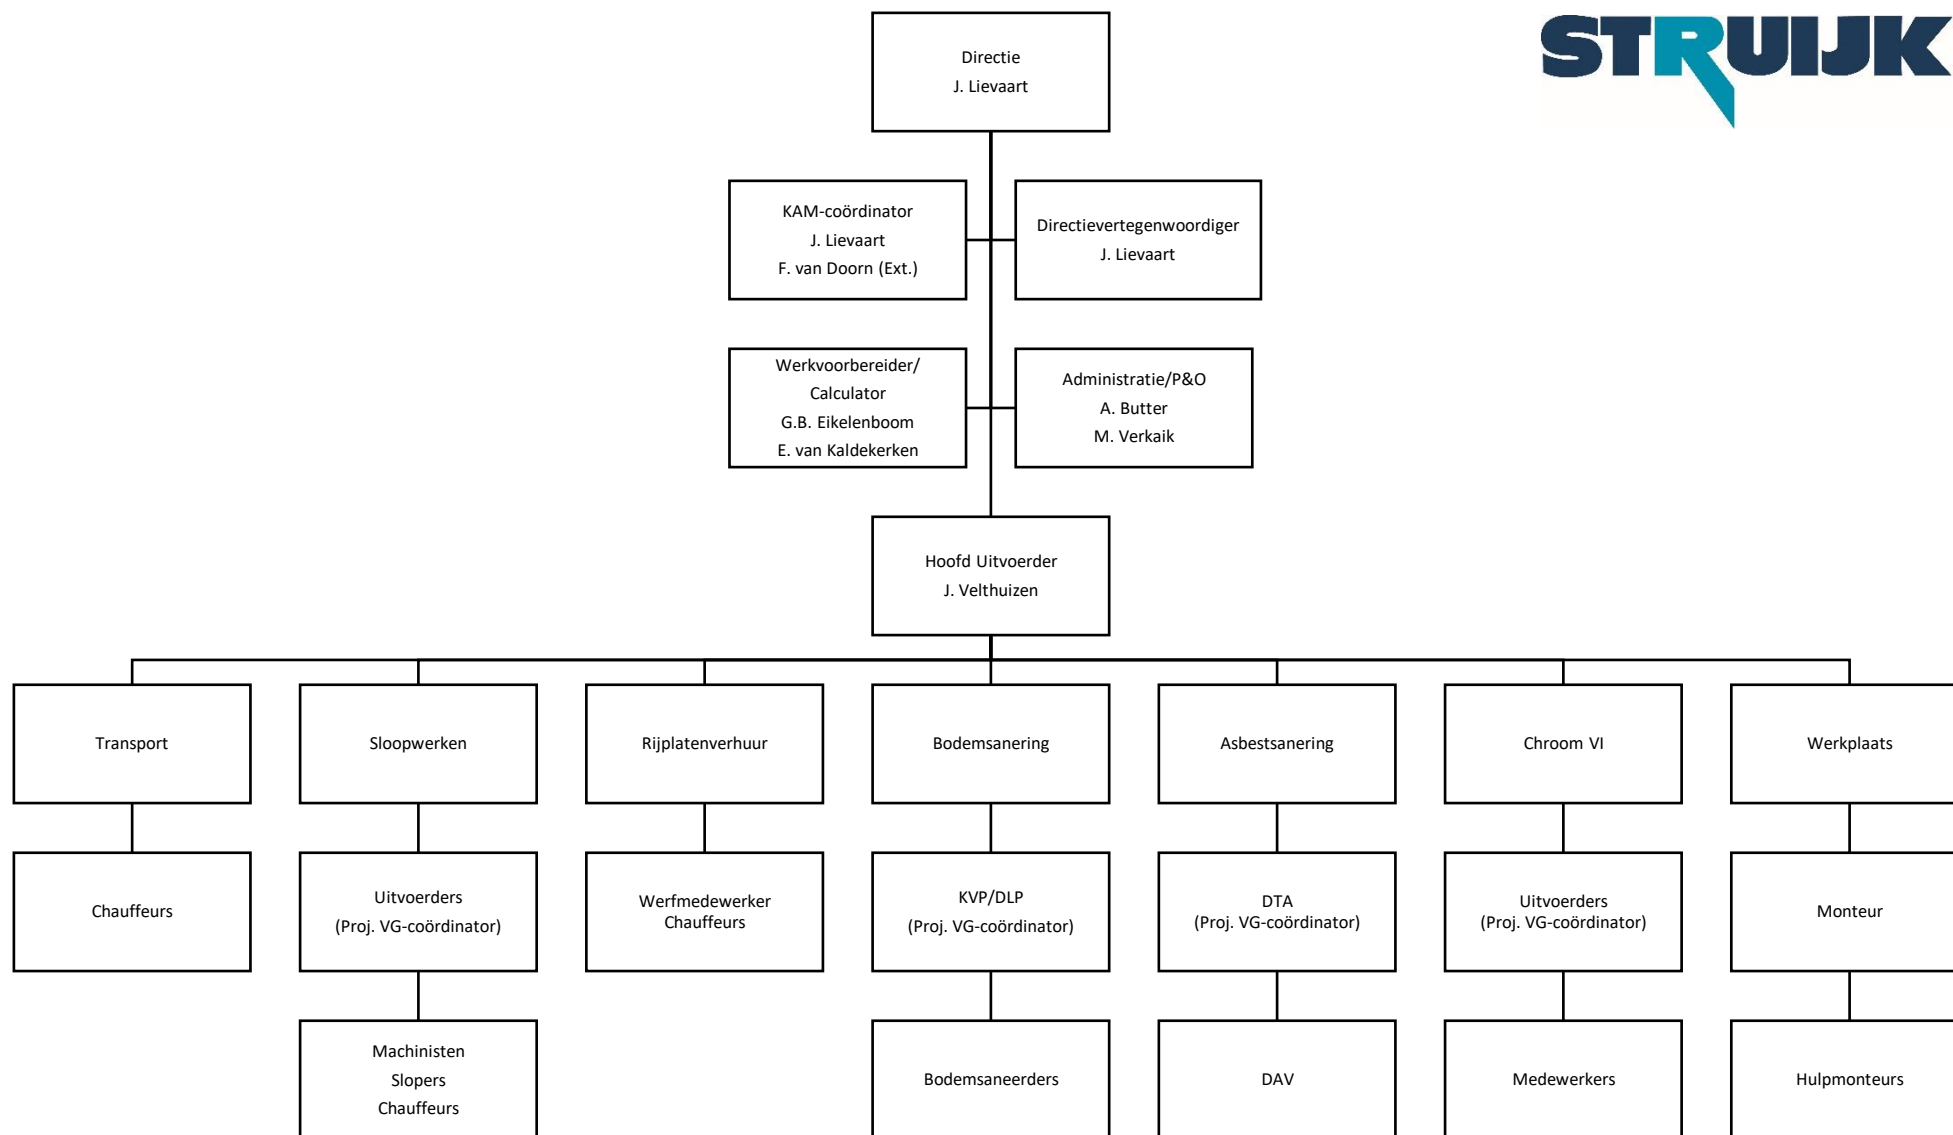 STRUIJK
Directie
J. Lievaart
KAM-coördinator
J. Lievaart
F. van Doorn (Ext.)
Directievertegenwoordiger
J. Lievaart
Werkvoorbereider/
Calculator
G.B. Eikelenboom
E. van Kaldekerken
Administratie/P&O
A. Butter
M. Verkaik
Hoofd Uitvoerder
J. Velthuizen
Transport
Sloopwerken
Rijplatenverhuur
Bodemsanering
Asbestsanering
Chroom VI
Werkplaats
Chauffeurs
Uitvoerders
(Proj. VG-coördinator)
Werfmedewerker
Chauffeurs
KVP/DLP
(Proj. VG-coördinator)
DTA
(Proj. VG-coördinator)
Uitvoerders
(Proj. VG-coördinator)
Monteur
Machinisten
Slopers
Chauffeurs
Bodemsaneerders
DAV
Medewerkers
Hulpmonteurs